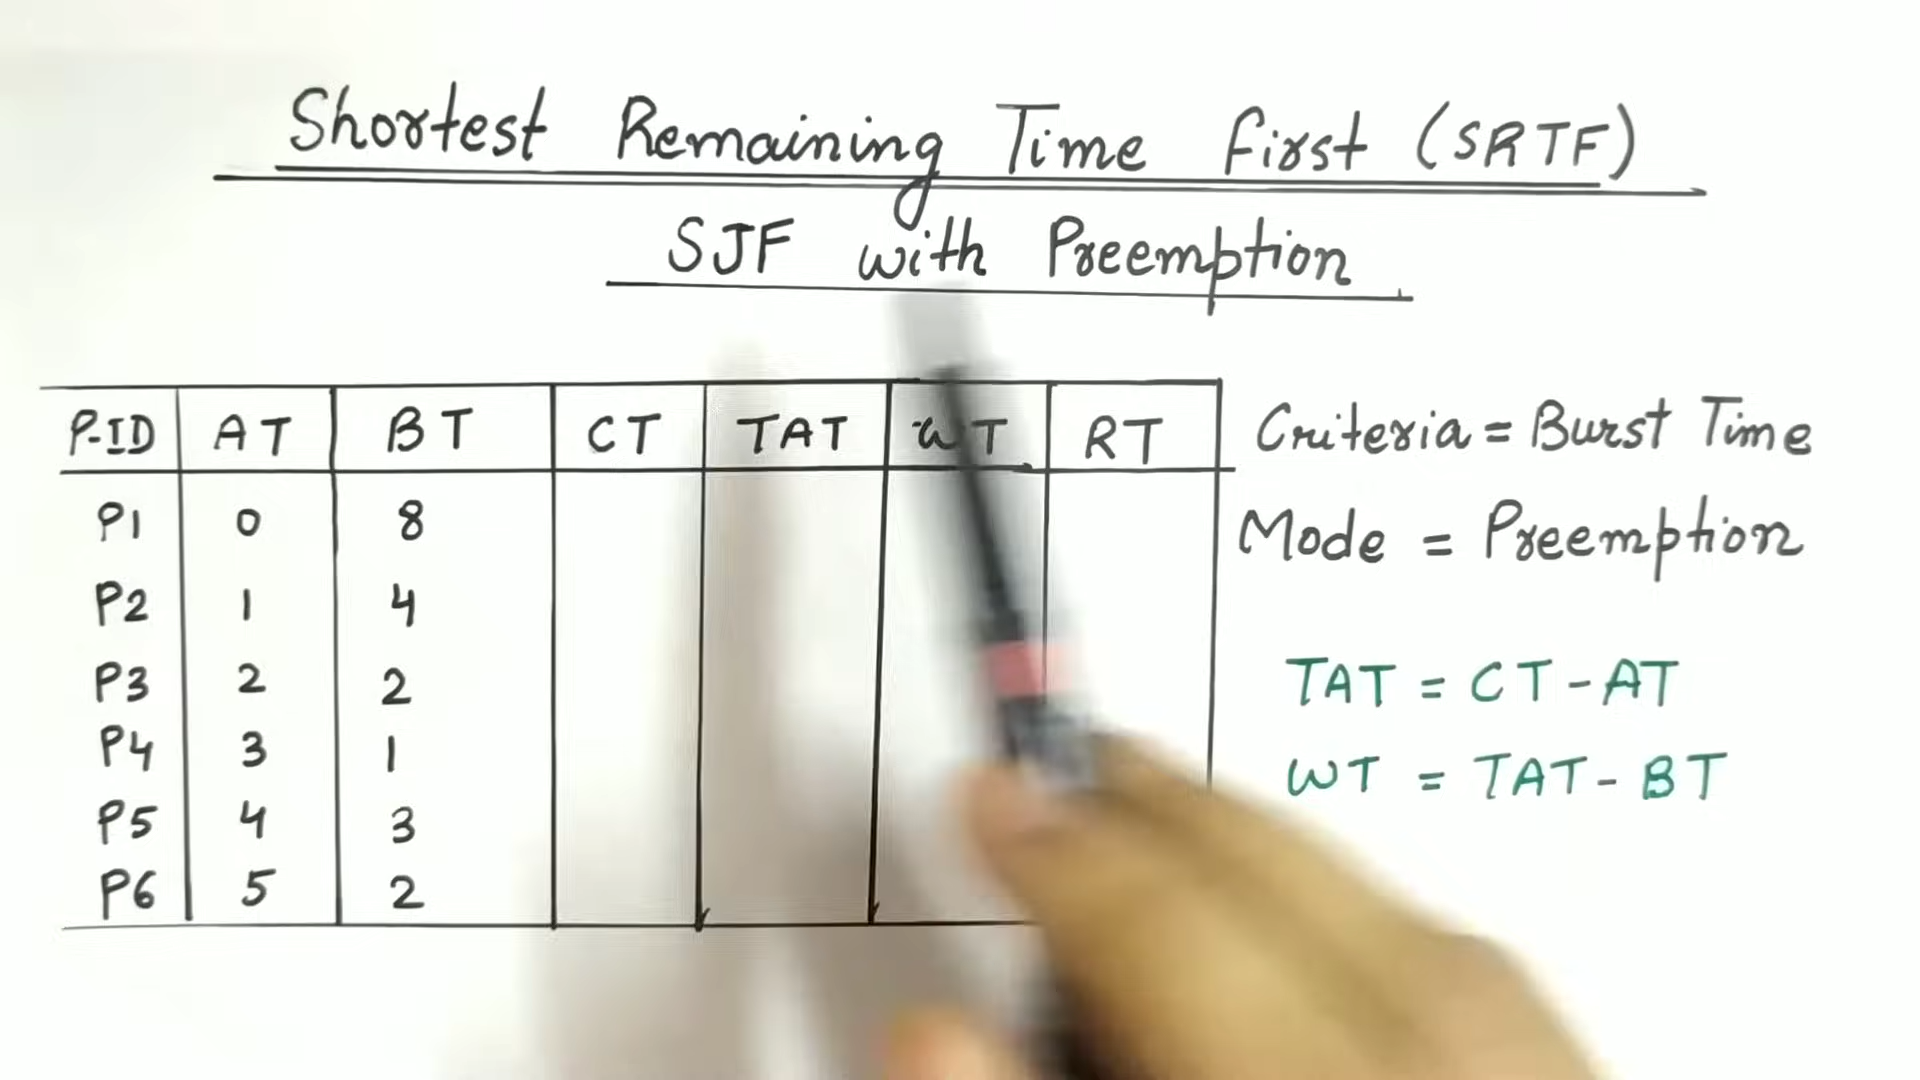 Shortest Remaining Time first (SRTF)
SJF with Preemption
P-ID AT BT CT TAT WT RT
P1 0 8
P2 1 4
P3 2 2
P4 3 1
P5 4 3
P6 5 2
Criteria = Burst Time
Mode = Preemption
TAT = CT - AT
WT = TAT - BT